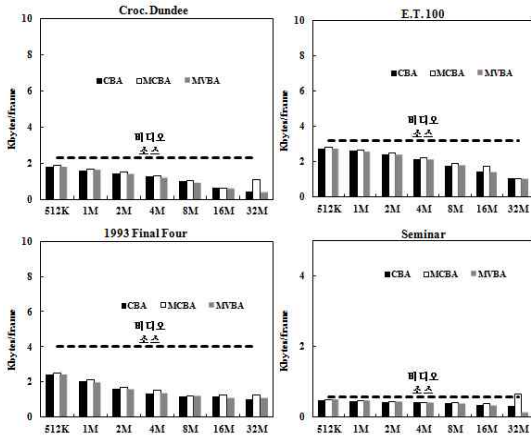 Croc. Dundee
Kbytes/frame
10
8
6
4
2
0
CBA MCBA MVBA
비디오
소스
512K 1M 2M 4M 8M 16M 32M
E.T. 100
Kbytes/frame
10
8
6
4
2
0
CBA MCBA MVBA
비디오
소스
512K 1M 2M 4M 8M 16M 32M
1993 Final Four
Kbytes/frame
10
8
6
4
2
0
CBA MCBA MVBA
비디오
소스
512K 1M 2M 4M 8M 16M 32M
Seminar
Kbytes/frame
4
2
0
CBA MCBA MVBA
비디오
소스
512K 1M 2M 4M 8M 16M 32M